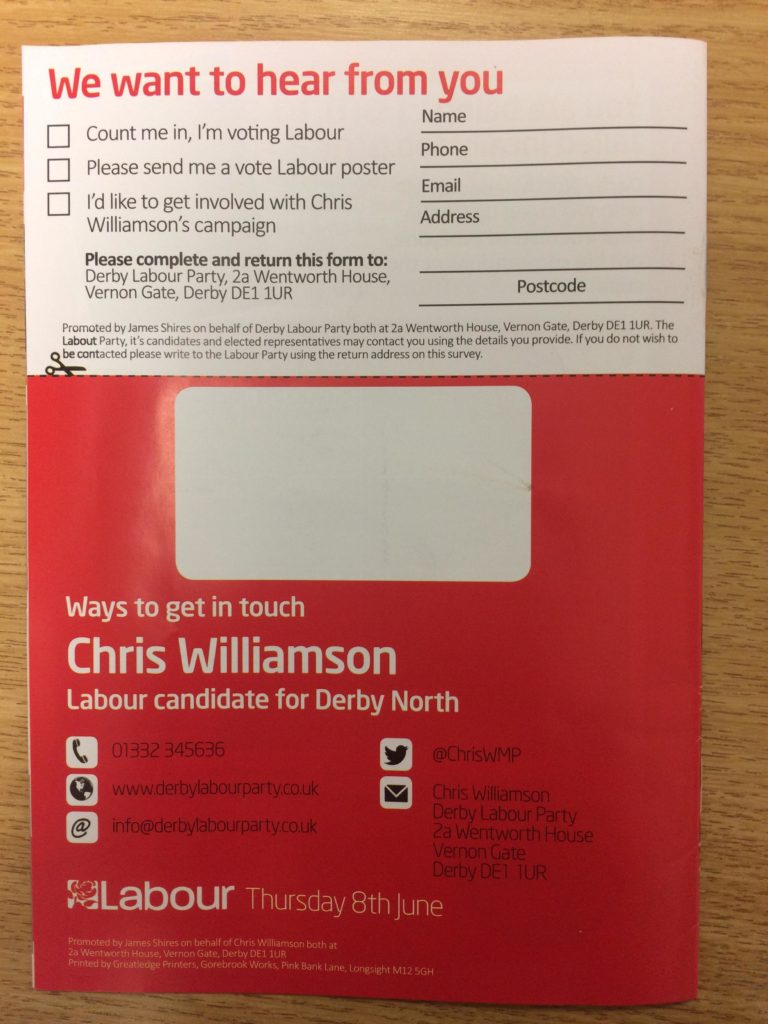 We want to hear from you
Count me in, I'm voting Labour
Please send me a vote Labour poster
I'd like to get involved with Chris
Williamson's campaign
Please complete and return this form to:
Derby Labour Party, 2a Wentworth House,
Vernon Gate, Derby DE1 1UR
Name
Phone
Email
Address
Postcode
Promoted by James Shires on behalf of Derby Labour Party both at 2a Wentworth House, Vernon Gate, Derby DE1 1UR. The
Labout Party, it's candidates and elected representatives may contact you using the details you provide. If you do not wish to
be contacted please write to the Labour Party using the return address on this survey.
Ways to get in touch
Chris Williamson
Labour candidate for Derby North
01332 345636
www.derbylabourparty.co.uk
@ info@derbylabourparty.co.uk
@ChrisWMP
Chris Williamson
Derby Labour Party
2a Wentworth House
Vernon Gate
Derby DE1 1UR
Labour Thursday 8th June
Promoted by James Shires on behalf of Chris Williamson both at
2a Wentworth House, Vernon Gate, Derby DE1 1UR
Printed by Greatledge Printers, Gorebrook Works, Pink Bank Lane, Longsight M12 5GH